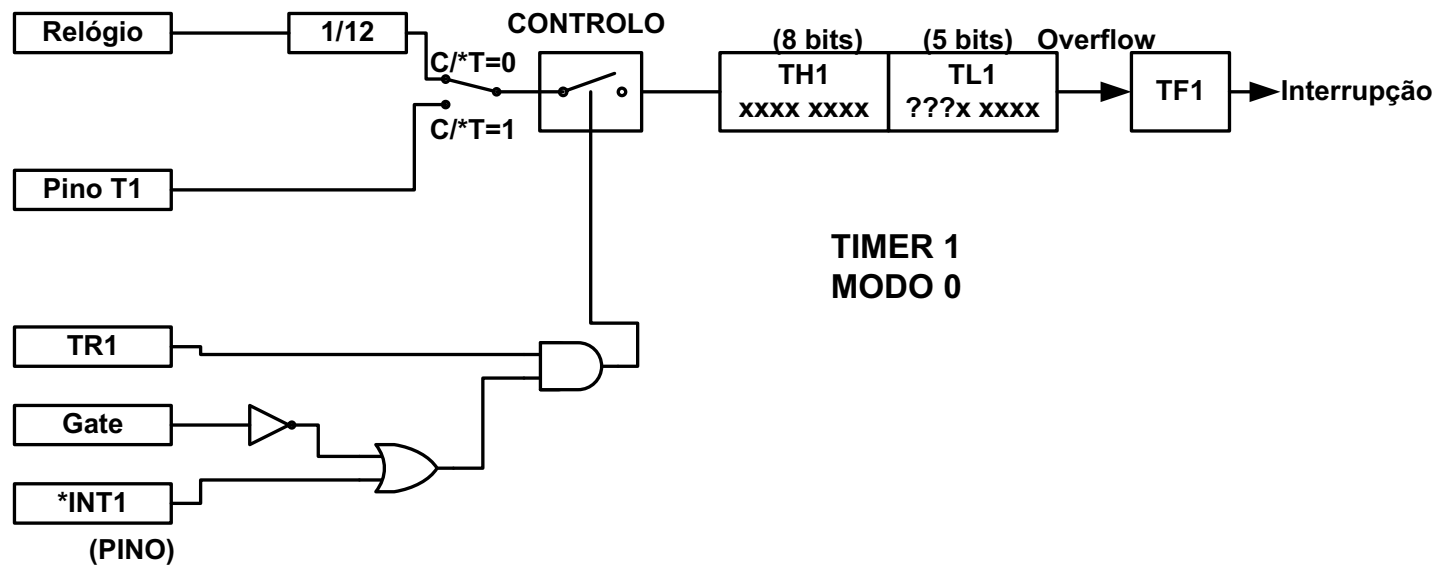 Relógio
1/12
CONTROLO
C/*T=0
C/*T=1
(8 bits)
(5 bits)
Overflow
TH1
xxxx xxxx
TL1
???x xxxx
TF1
Interrupção
Pino T1
TIMER 1
MODO 0
TR1
Gate
*INT1
(PINO)